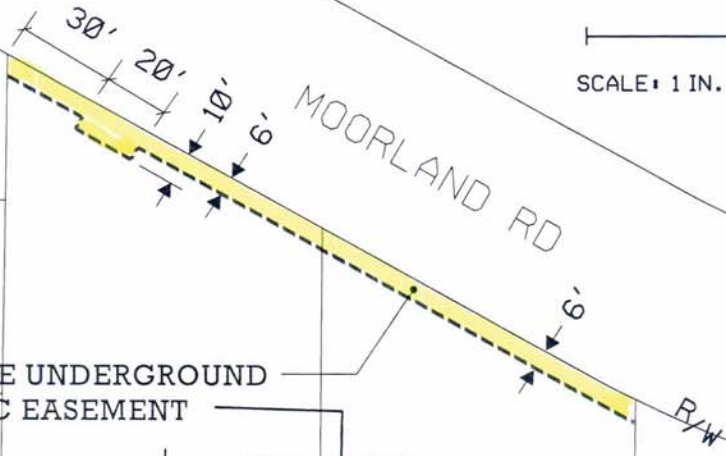 30'
20'
10'
6'
SCALE: 1 IN.
MOORLAND RD
6'
E UNDERGROUND
C EASEMENT
R/W